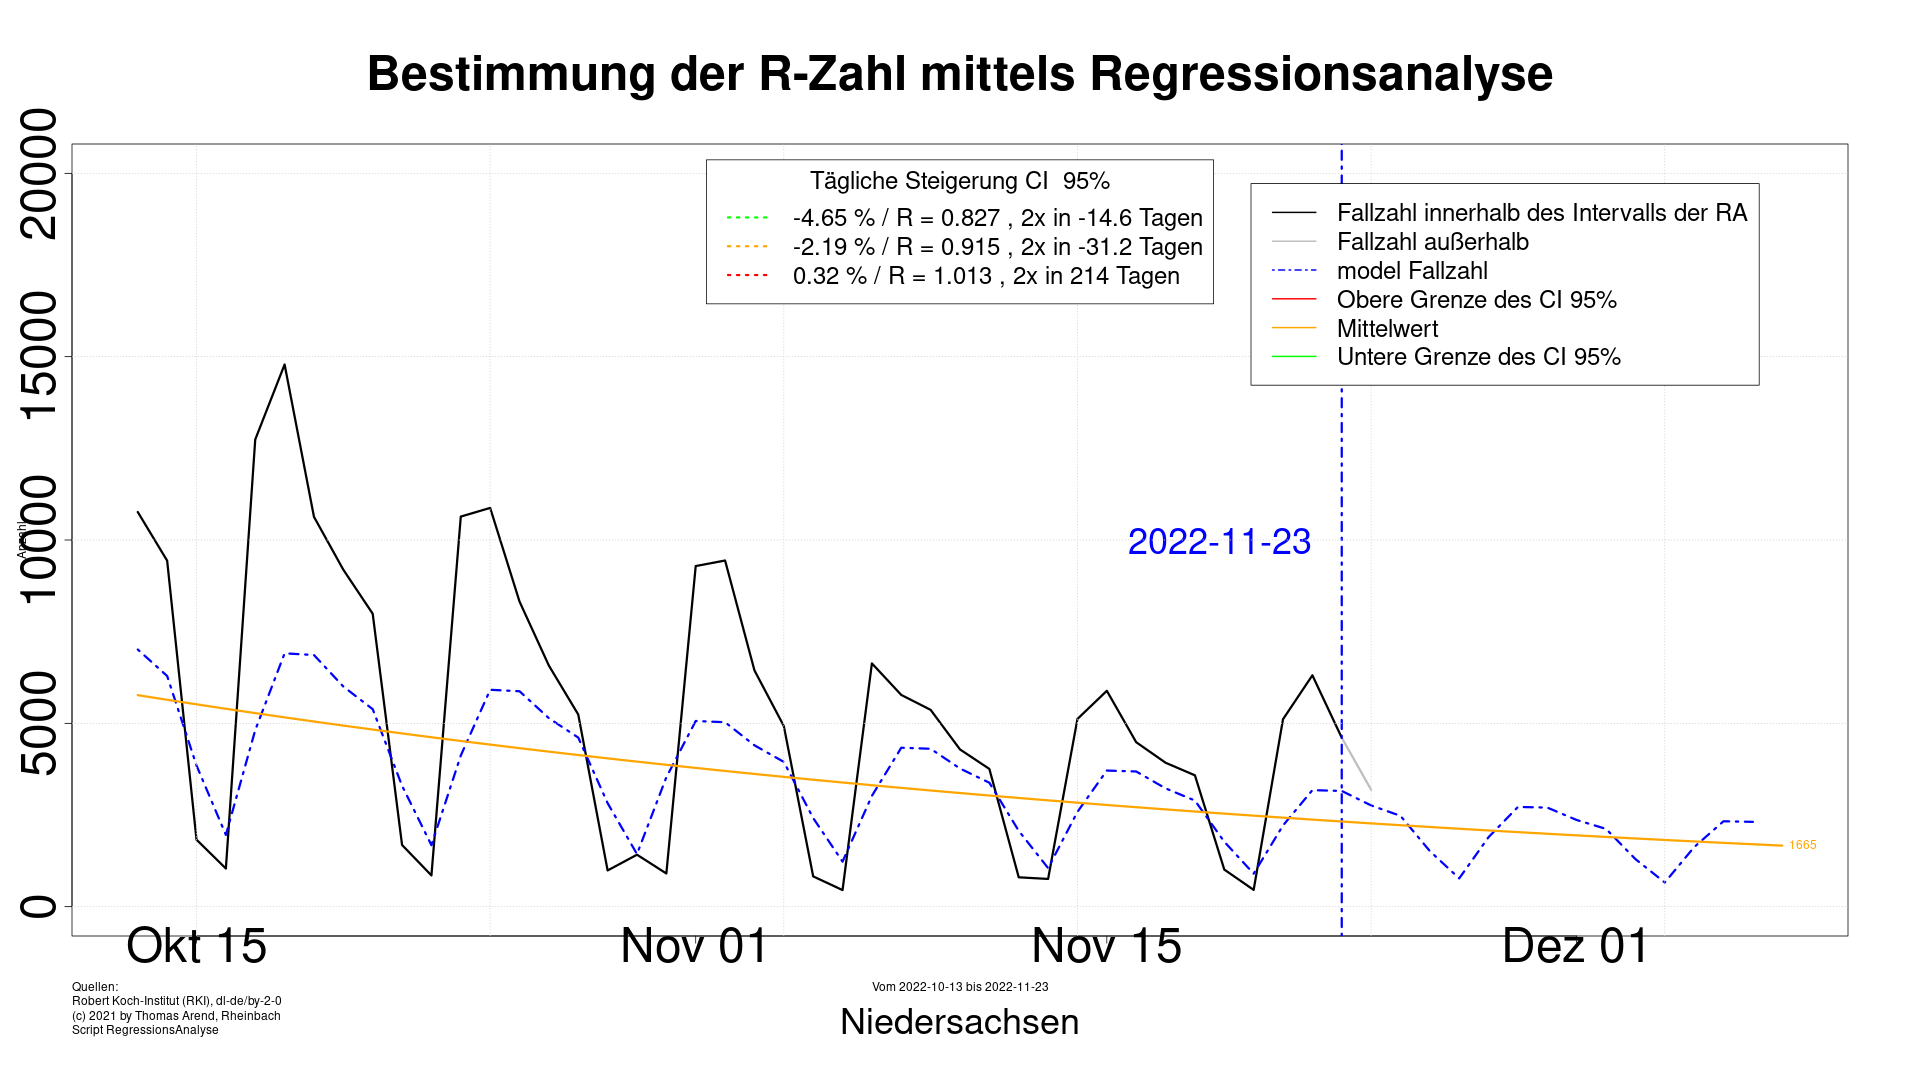 Bestimmung der R-Zahl mittels Regressionsanalyse
Anzahl
20000
15000
10000
5000
0
Tägliche Steigerung CI 95%
-4.65 % / R = 0.827 , 2x in -14.6 Tagen
-2.19 % / R = 0.915 , 2x in -31.2 Tagen
0.32 % / R = 1.013 , 2x in 214 Tagen
Fallzahl innerhalb des Intervalls der RA
Fallzahl außerhalb
model Fallzahl
Obere Grenze des CI 95%
Mittelwert
Untere Grenze des CI 95%
2022-11-23
1665
Okt 15 Nov 01 Nov 15 Dez 01
Quellen:
Robert Koch-Institut (RKI), dl-de/by-2-0
(c) 2021 by Thomas Arend, Rheinbach
Script RegressionsAnalyse
Vom 2022-10-13 bis 2022-11-23
Niedersachsen